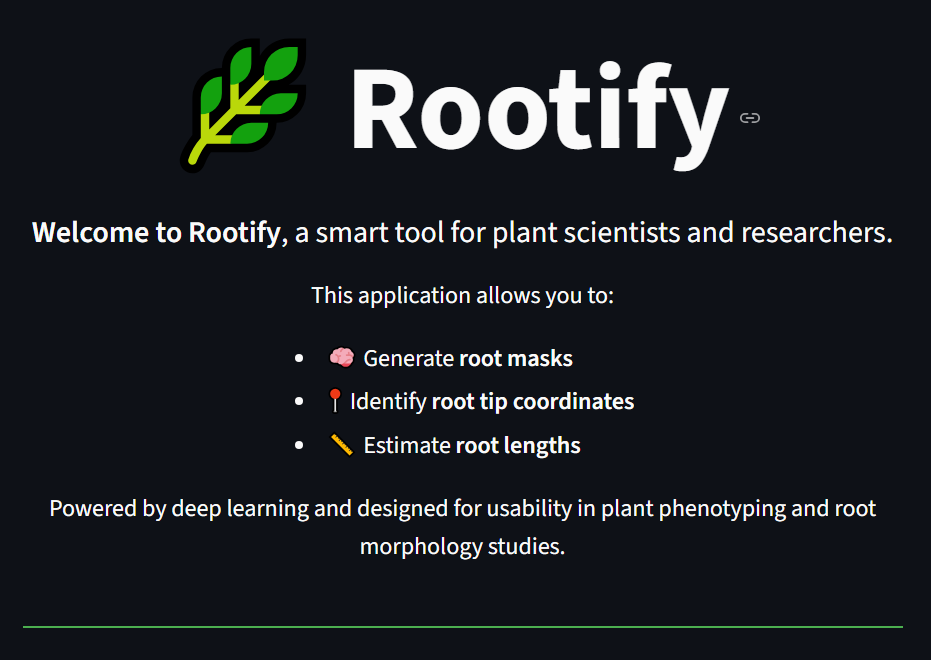 Rootify
Welcome to Rootify, a smart tool for plant scientists and researchers.
This application allows you to:
• 🧠 Generate root masks
• 📍 Identify root tip coordinates
• 📏 Estimate root lengths
Powered by deep learning and designed for usability in plant phenotyping and root
morphology studies.